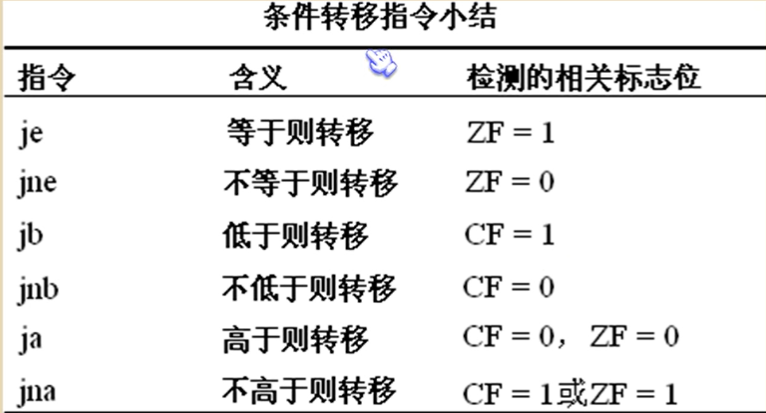 条件转移指令小结
指令 含义 检测的相关标志位
je 等于则转移 ZF = 1
jne 不等于则转移 ZF = 0
jb 低于则转移 CF = 1
jnb 不低于则转移 CF = 0
ja 高于则转移 CF = 0， ZF = 0
jna 不高于则转移 CF = 1或ZF = 1